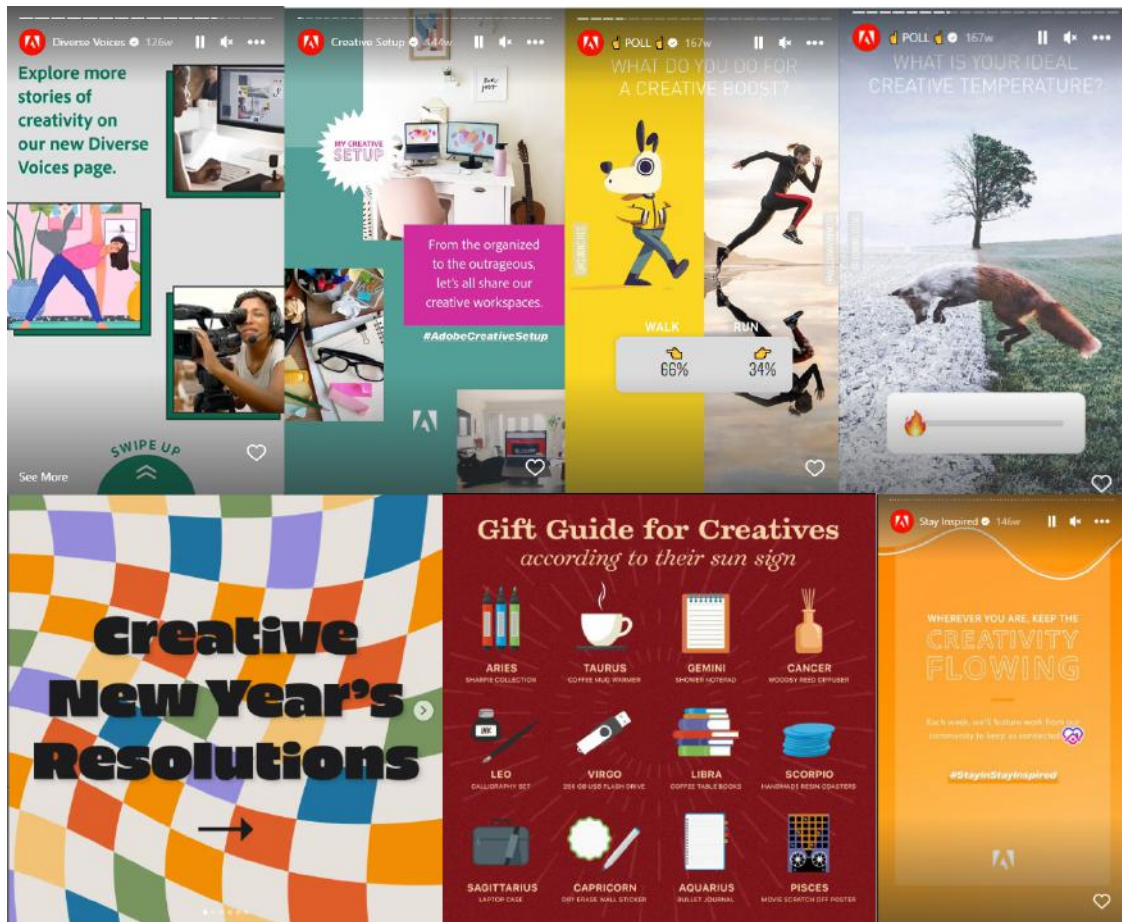 Diverse Voices 126w
Explore more
stories of
creativity on
our new Diverse
Voices page.
SWIPE UP
See More
Creative Setup 144w
MY CREATIVE
SETUP
From the organized
to the outrageous,
let's all share our
creative workspaces.
#AdobeCreativeSetup
POLL 167w
WHAT DO YOU DO FOR
A CREATIVE BOOST?
WALK RUN
66% 34%
POLL 167w
WHAT IS YOUR IDEAL
CREATIVE TEMPERATURE?
Creative
New Year's
Resolutions
Gift Guide for Creatives
according to their sun sign
ARIES TAURUS GEMINI CANCER
SHARPIE COLLECTION COFFEE MUG WARMER SHOWER NOTEPAD WOODSY REED DIFFUSER
INK
LEO VIRGO LIBRA SCORPIO
CALLIGRAPHY SET 256 GB USB FLASH DRIVE COFFEE TABLE BOOKS HANDMADE RESIN COASTERS
SAGITTARIUS CAPRICORN AQUARIUS PISCES
LAPTOP CASE DRY ERASE WALL STICKER BULLET JOURNAL MOVIE SCRATCH OFF POSTER
Stay Inspired 146w
WHEREVER YOU ARE, KEEP THE
CREATIVITY
FLOWING
Each week, we'll feature work from our
community to keep us connected
#StayinStayInspired